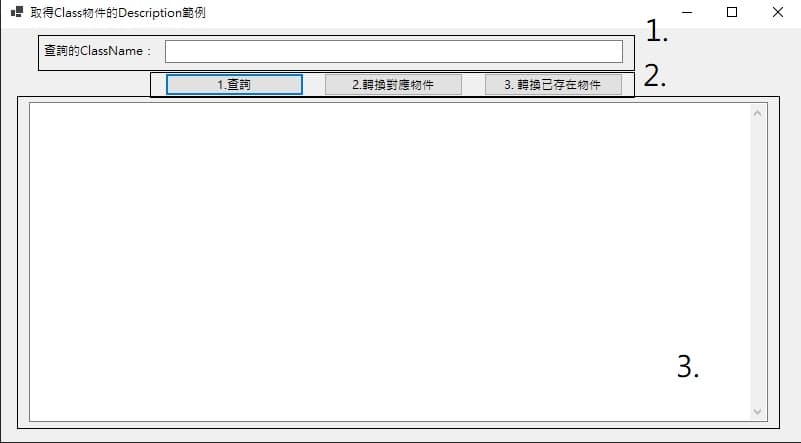 取得Class物件的Description範例
1.
查詢的ClassName：
2.
1.查詢
2.轉換對應物件
3. 轉換已存在物件
3.